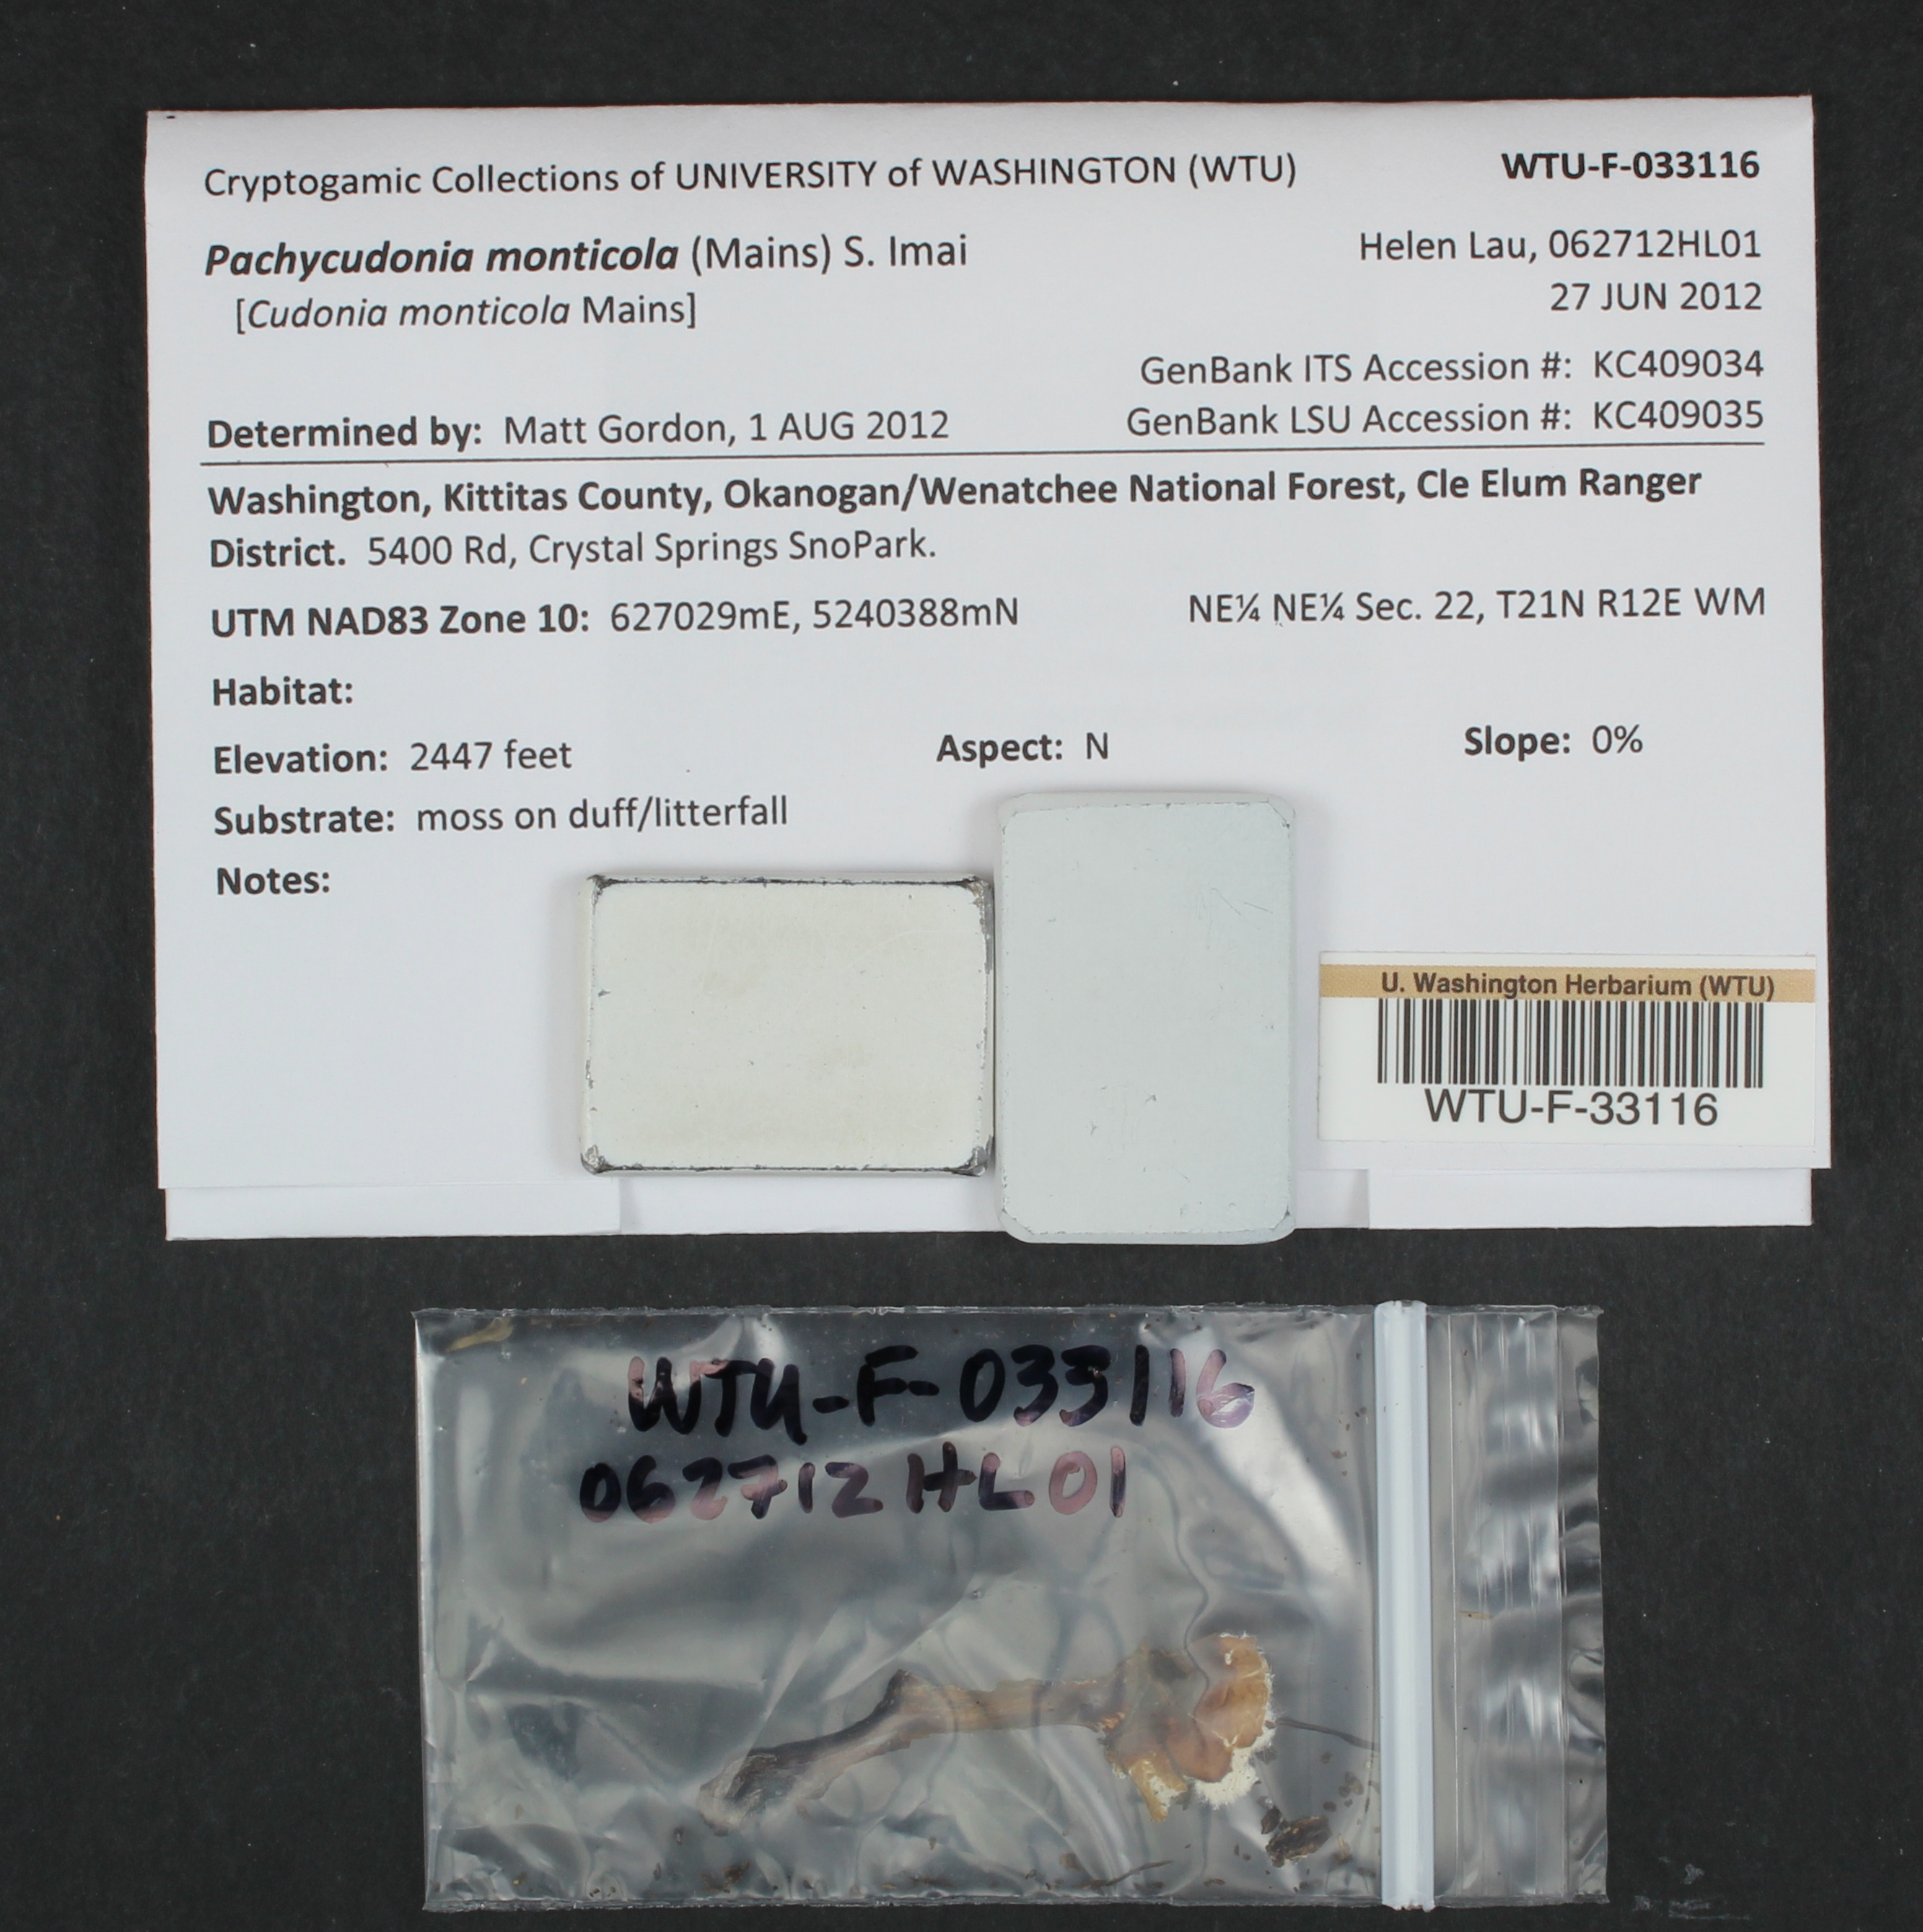 Cryptogamic Collections of UNIVERSITY of WASHINGTON (WTU)
WTU-F-033116
Pachycudonia monticola (Mains) S. Imai
Helen Lau, 062712HL01
[Cudonia monticola Mains]
27 JUN 2012
GenBank ITS Accession #: KC409034
Determined by: Matt Gordon, 1 AUG 2012
GenBank LSU Accession #: KC409035
Washington, Kittitas County, Okanogan/Wenatchee National Forest, Cle Elum Ranger
District. 5400 Rd, Crystal Springs SnoPark.
UTM NAD83 Zone 10: 627029mE, 5240388mN
NE¼ NE¼ Sec. 22, T21N R12E WM
Habitat:
Elevation: 2447 feet
Aspect: N
Slope: 0%
Substrate: moss on duff/litterfall
Notes:
U. Washington Herbarium (WTU)
WTU-F-33116
WTU-F-033116
062712HL01